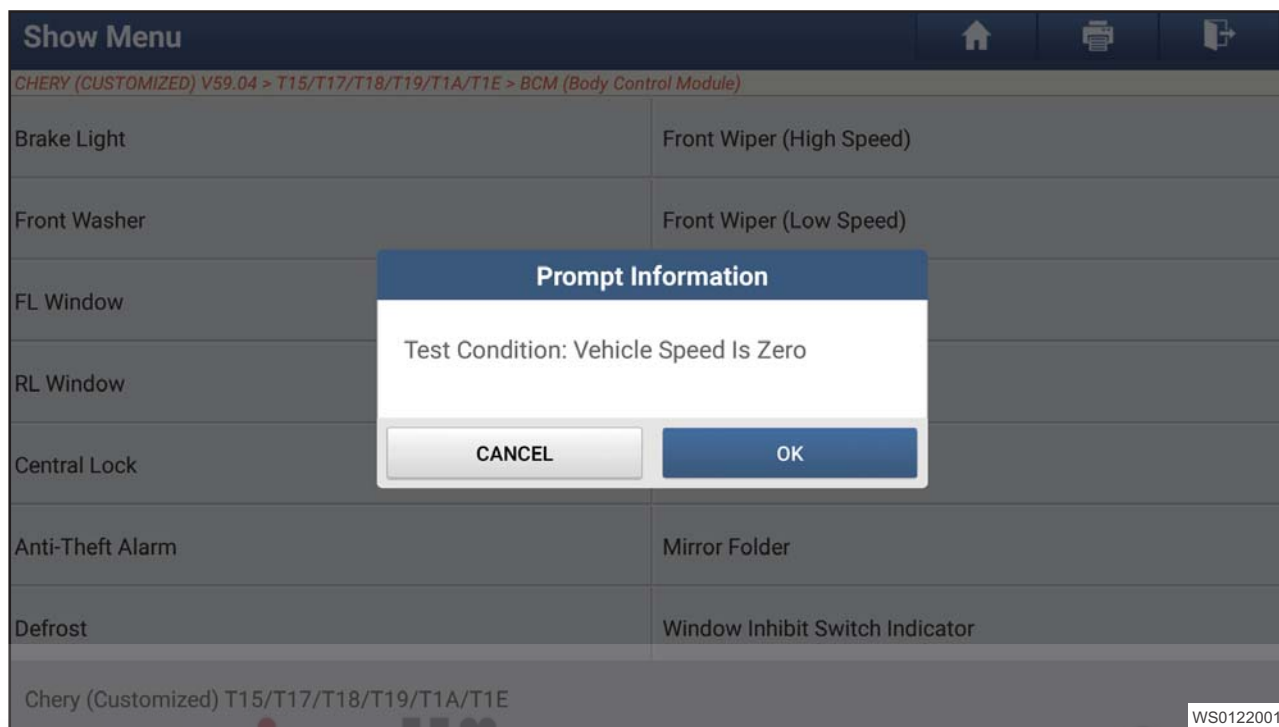 Show Menu
CHERY (CUSTOMIZED) V59.04 > T15/T17/T18/T19/T1A/T1E > BCM (Body Control Module)
Brake Light
Front Wiper (High Speed)
Front Washer
Front Wiper (Low Speed)
Prompt Information
FL Window
Test Condition: Vehicle Speed Is Zero
RL Window
CANCEL
OK
Central Lock
Anti-Theft Alarm
Mirror Folder
Defrost
Window Inhibit Switch Indicator
Chery (Customized) T15/T17/T18/T19/T1A/T1E
WS0122001